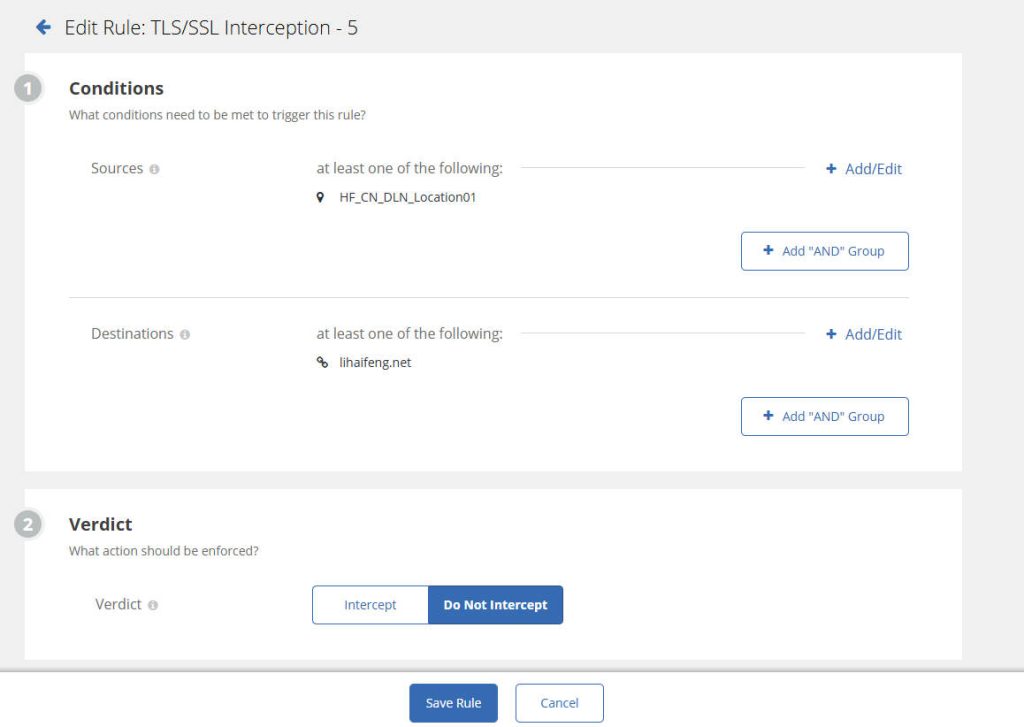 Edit Rule: TLS/SSL Interception - 5
1
Conditions
What conditions need to be met to trigger this rule?
Sources
at least one of the following:
Add/Edit
HF_CN_DLN_Location01
Add "AND" Group
Destinations
at least one of the following:
Add/Edit
lihaifeng.net
Add "AND" Group
2
Verdict
What action should be enforced?
Verdict
Intercept
Do Not Intercept
Save Rule
Cancel